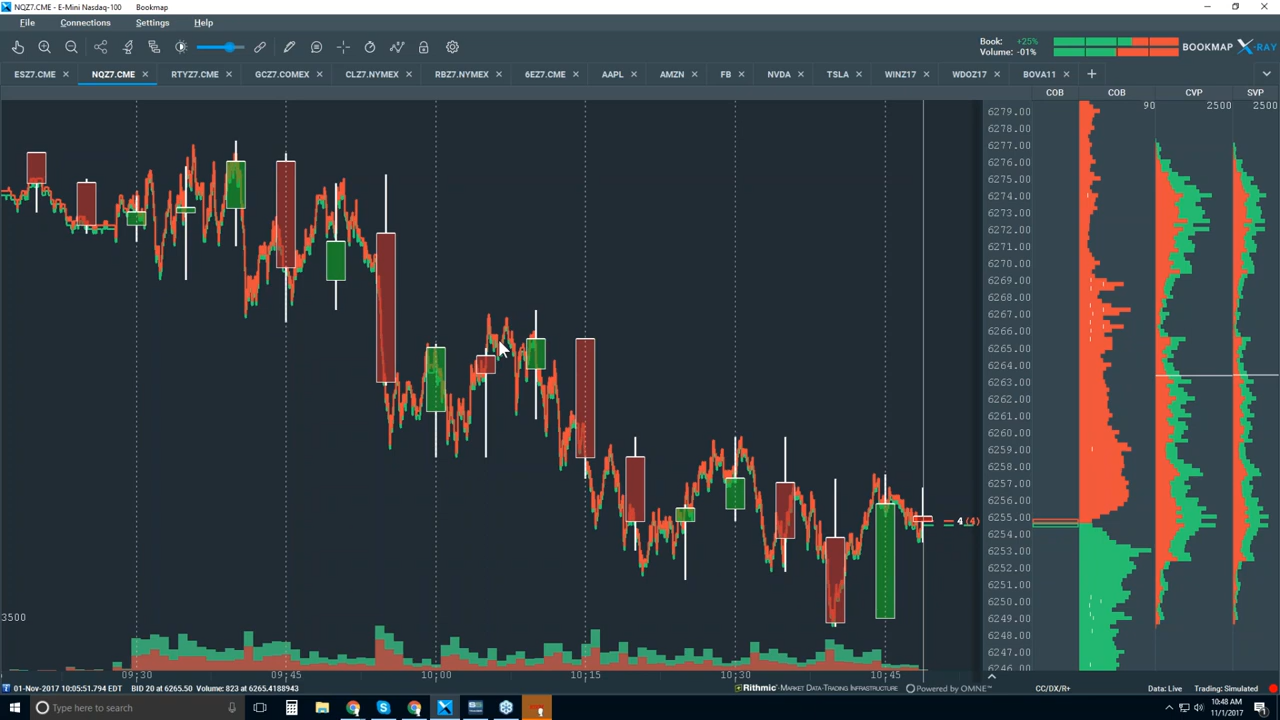 NQZ7.CME - E-Mini Nasdaq-100 Bookmap
File Connections Settings Help
Book: +25%
Volume: -01%
BOOKMAP X-RAY
ESZ7.CME × NQZ7.CME × RTYZ7.CME × GCZ7.COMEX × CLZ7.NYMEX × RBZ7.NYMEX × 6EZ7.CME × AAPL × AMZN × FB × NVDA × TSLA × WINZ17 × WDOZ17 × BOVA11 × +
COB COB CVP SVP
90 2500 2500
6279.00
6278.00
6277.00
6276.00
6275.00
6274.00
6273.00
6272.00
6271.00
6270.00
6269.00
6268.00
6267.00
6266.00
6265.00
6264.00
6263.00
6262.00
6261.00
6260.00
6259.00
6258.00
6257.00
6256.00
6255.00
4 (4)
6254.00
6253.00
6252.00
6251.00
6250.00
6249.00
3500
6248.00
6247.00
6246.00
09:30 09:45 10:00 10:15 10:30 10:45
01-Nov-2017 10:05:51.794 EDT BID 20 at 6265.50 Volume: 823 at 6265.4188943
Rithmic - MARKET DATA-TRADING INFRASTRUCTURE Powered by OMNE™ CC/DX/R+ Data: Live Trading: Simulated
Type here to search
10:48 AM
11/1/2017
1